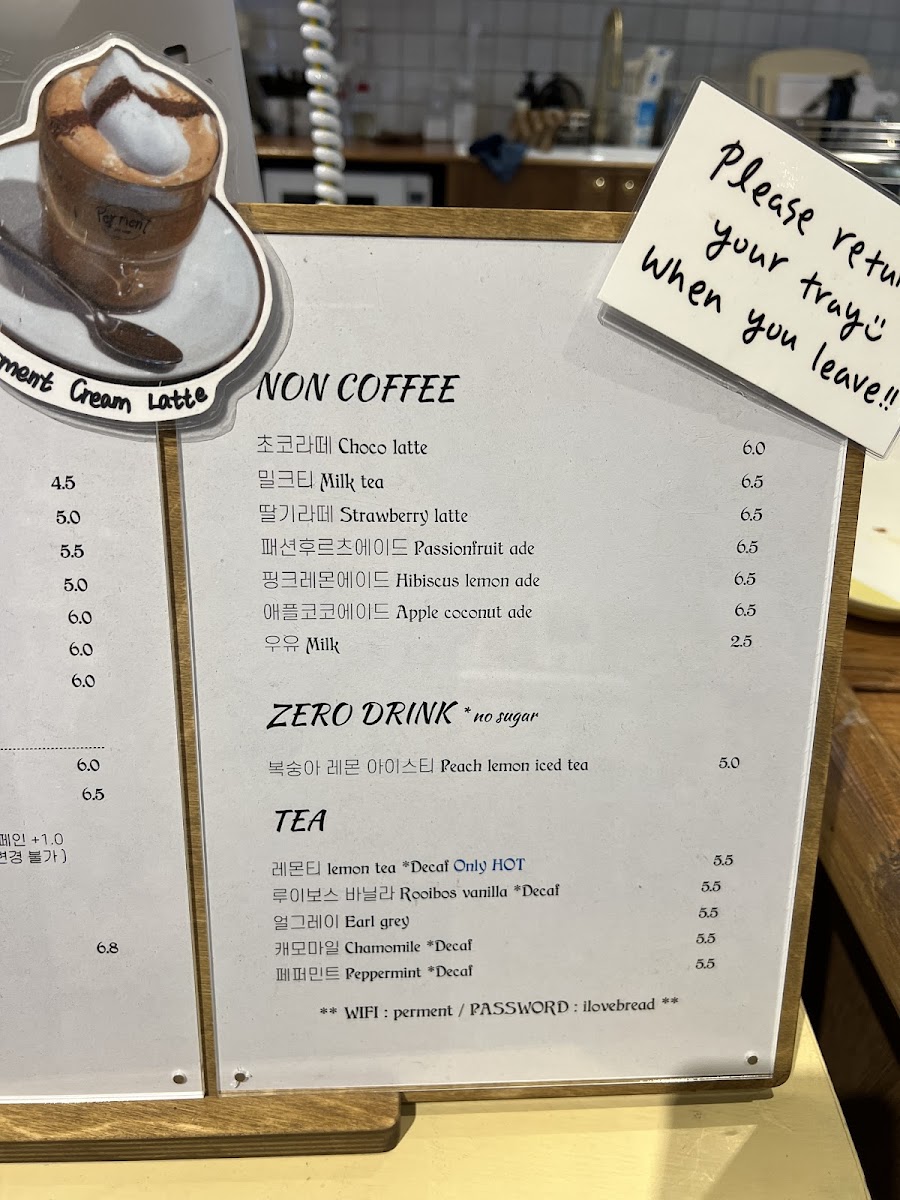 Perment
Cream Latte
Please
your tray
When you leave!!
4.5
5.0
5.5
5.0
6.0
6.0
6.0
6.0
6.5
+1.0
변경 불가 )
6.8
NON COFFEE
초코라떼 Choco latte 6.0
밀크티 Milk tea 6.5
딸기라떼 Strawberry latte 6.5
패션후르츠에이드 Passionfruit ade 6.5
핑크레몬에이드 Hibiscus lemon ade 6.5
애플코코에이드 Apple coconut ade 6.5
우유 Milk 2.5
ZERO DRINK *no sugar
복숭아 레몬 아이스티 Peach lemon iced tea 5.0
TEA
레몬티 lemon tea *Decaf Only HOT 5.5
루이보스 바닐라 Rooibos vanilla *Decaf 5.5
얼그레이 Earl grey 5.5
캐모마일 Chamomile *Decaf 5.5
페퍼민트 Peppermint *Decaf 5.5
** WIFI : perment / PASSWORD : ilovebread **